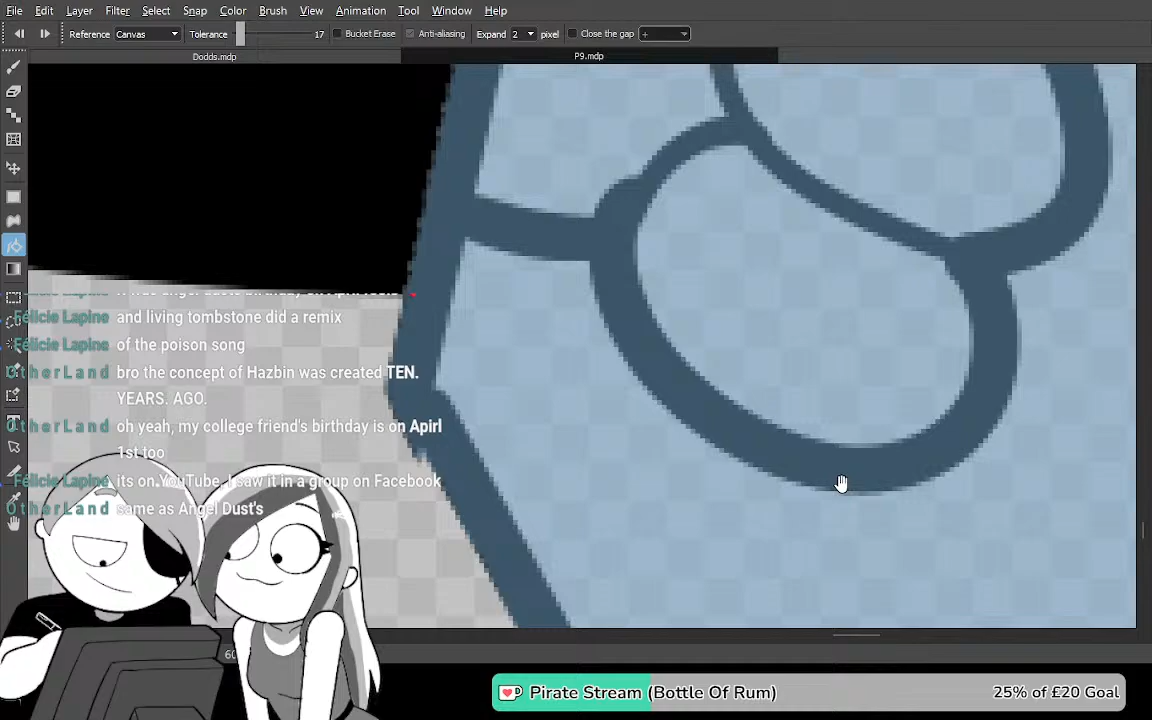 File Edit Layer Filter Select Snap Color Brush View Animation Tool Window Help
Reference Canvas Tolerance 17 Bucket Erase Anti-aliasing Expand 2 pixel Close the gap +
Dodds.mdp P9.mdp
Félicie Lapine and living tombstone did a remix
Félicie Lapine of the poison song
OtherLand bro the concept of Hazbin was created TEN.
YEARS. AGO.
OtherLand oh yeah, my college friend's birthday is on Apirl
1st too
Félicie Lapine its on YouTube. I saw it in a group on Facebook
OtherLand same as Angel Dust's
Pirate Stream (Bottle Of Rum) 25% of £20 Goal